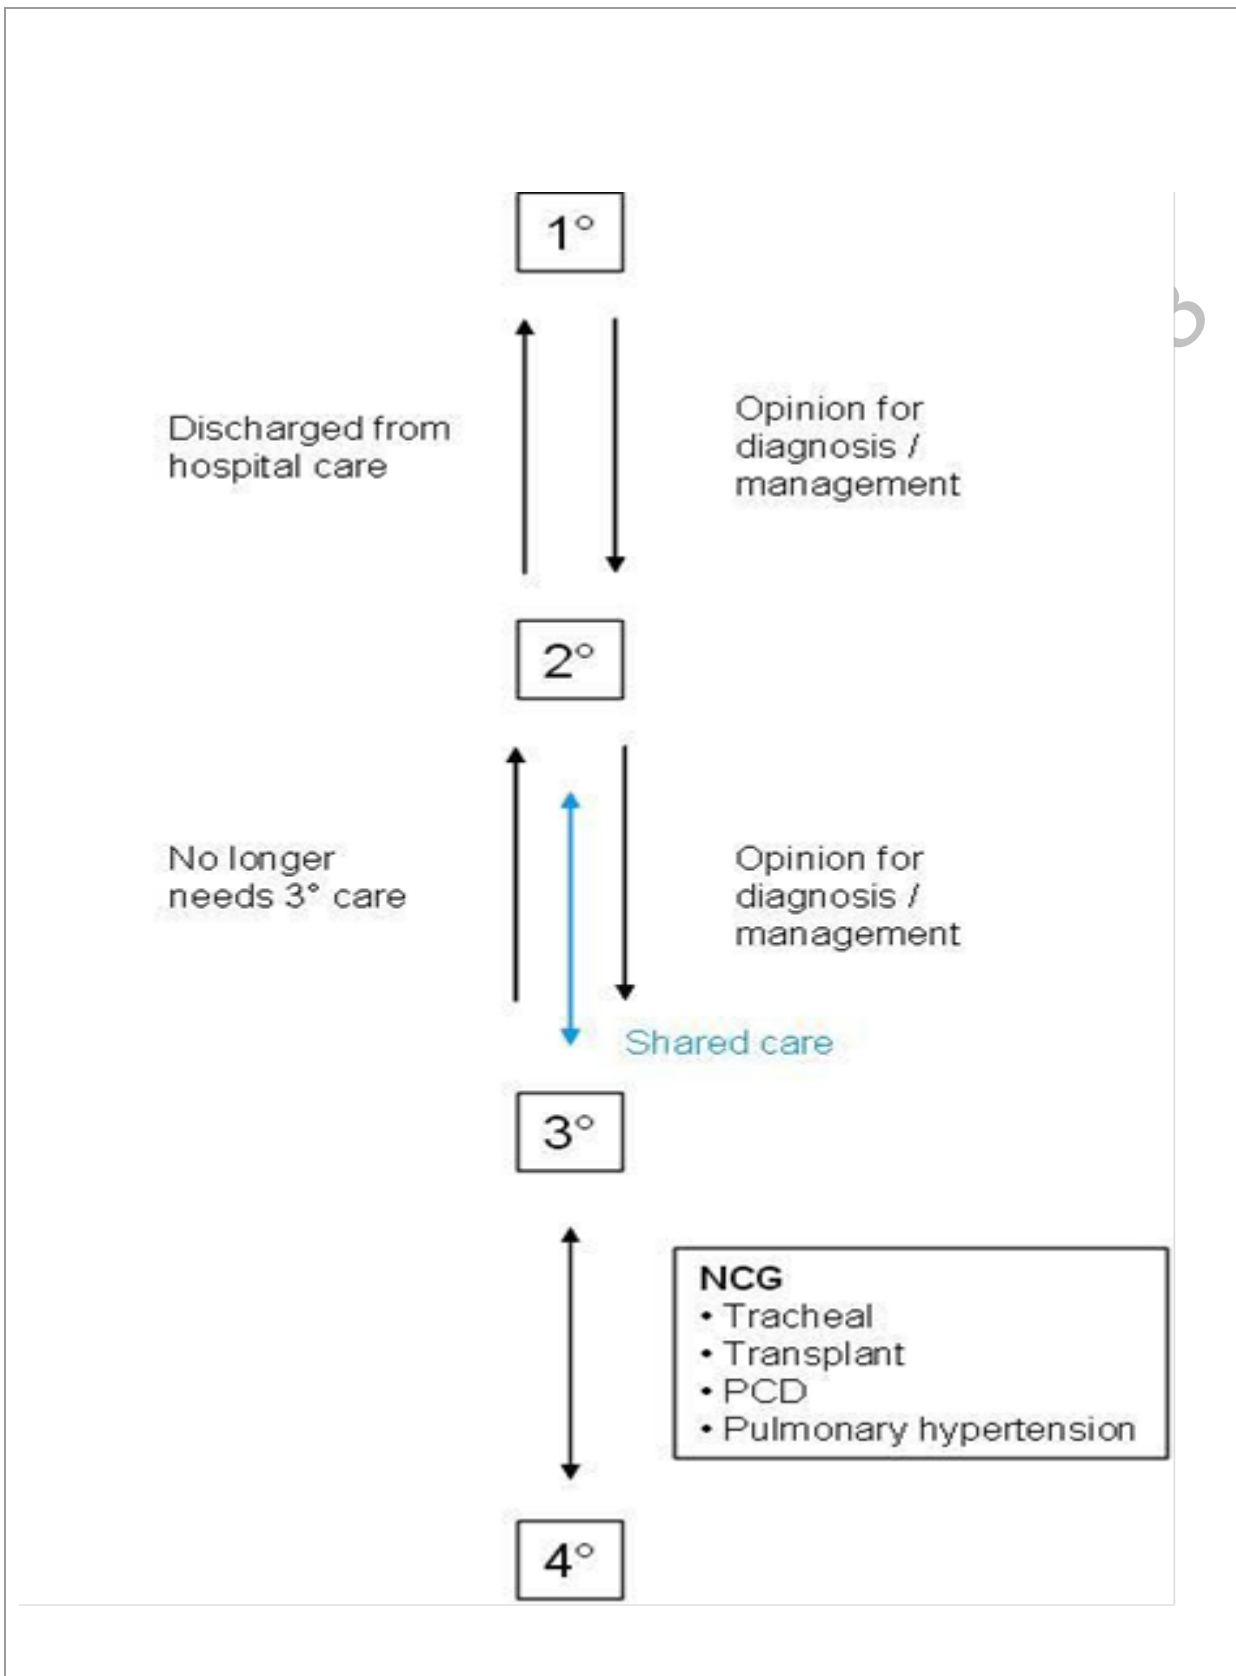 1°
Discharged from
hospital care
Opinion for
diagnosis /
management
2°
No longer
needs 3° care
Opinion for
diagnosis /
management
Shared care
3°
NCG
• Tracheal
• Transplant
• PCD
• Pulmonary hypertension
4°